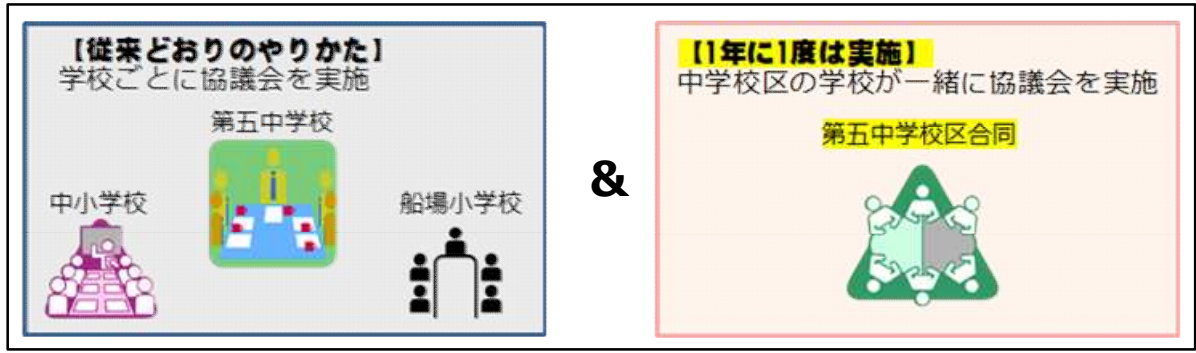 【従来どおりのやりかた】
学校ごとに協議会を実施
第五中学校
中小学校
船場小学校
&
【1年に1度は実施】
中学校区の学校が一緒に協議会を実施
第五中学校区合同